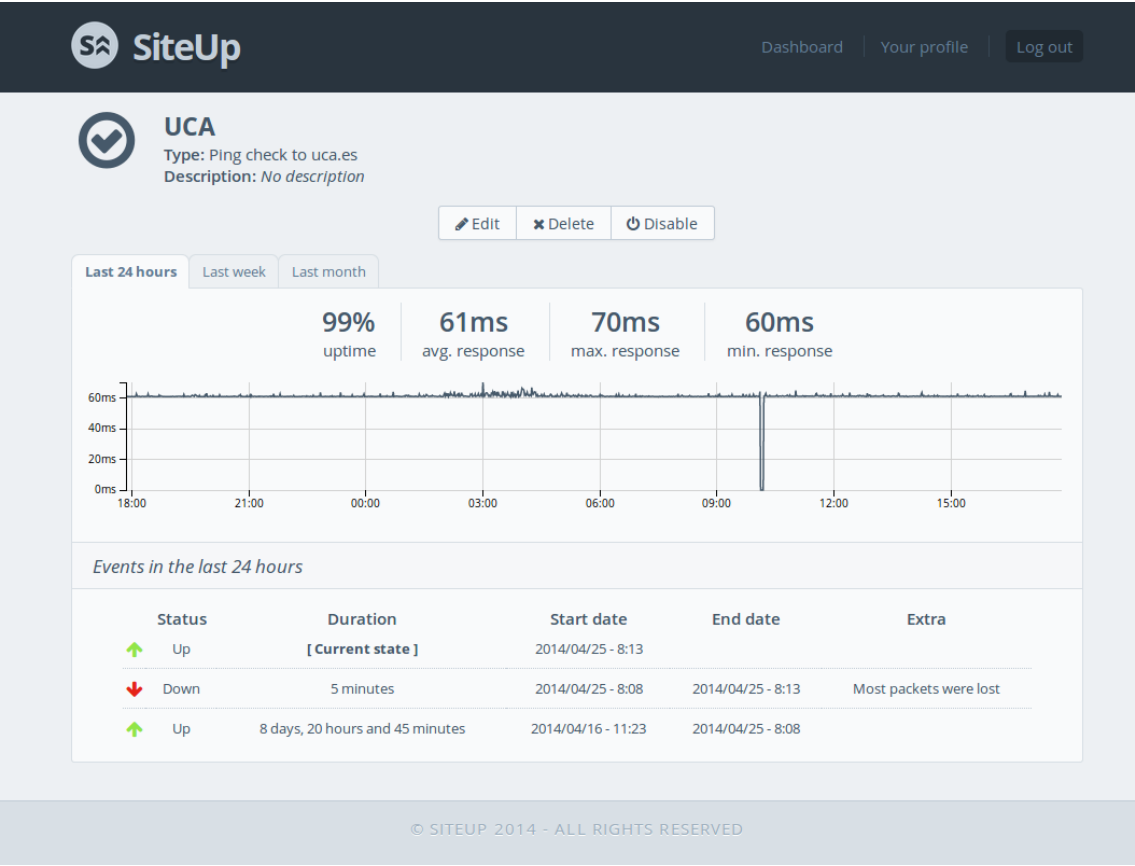 SiteUp
Dashboard Your profile Log out
UCA
Type: Ping check to uca.es
Description: No description
Edit Delete Disable
Last 24 hours Last week Last month
99% 61ms 70ms 60ms
uptime avg. response max. response min. response
60ms
40ms
20ms
0ms
18:00 21:00 00:00 03:00 06:00 09:00 12:00 15:00
Events in the last 24 hours
Status Duration Start date End date Extra
Up [ Current state ] 2014/04/25 - 8:13
Down 5 minutes 2014/04/25 - 8:08 2014/04/25 - 8:13 Most packets were lost
Up 8 days, 20 hours and 45 minutes 2014/04/16 - 11:23 2014/04/25 - 8:08
© SITEUP 2014 - ALL RIGHTS RESERVED